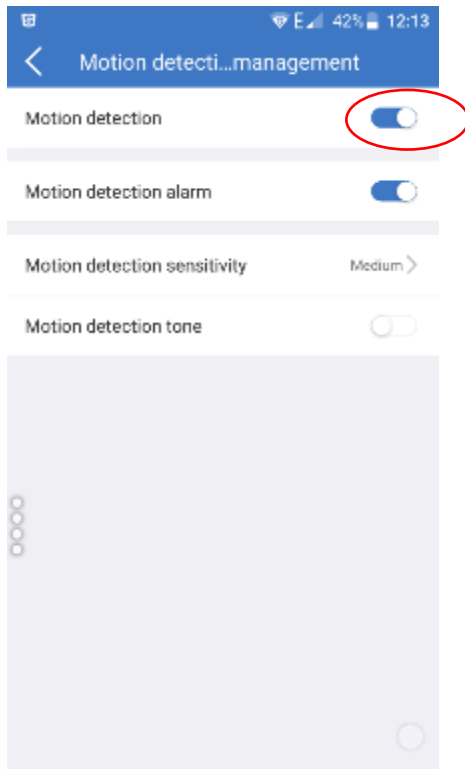 E 42% 12:13
Motion detecti...management
Motion detection
Motion detection alarm
Motion detection sensitivity Medium
Motion detection tone